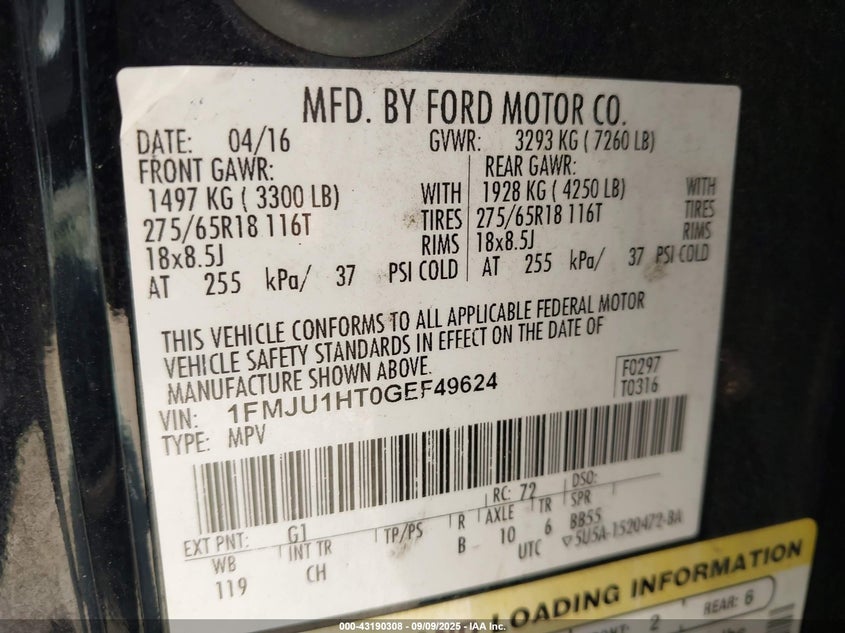 MFD. BY FORD MOTOR CO.
DATE: 04/16 GVWR: 3293 KG ( 7260 LB)
FRONT GAWR: REAR GAWR:
1497 KG ( 3300 LB) WITH 1928 KG ( 4250 LB) WITH
275/65R18 116T TIRES 275/65R18 116T TIRES
18x8.5J RIMS 18x8.5J RIMS
AT 255 kPa/ 37 PSI COLD AT 255 kPa/ 37 PSI COLD
THIS VEHICLE CONFORMS TO ALL APPLICABLE FEDERAL MOTOR
VEHICLE SAFETY STANDARDS IN EFFECT ON THE DATE OF
MANUFACTURE SHOWN ABOVE.
F0297
VIN: 1FMJU1HT0GEF49624
T0316
TYPE: MPV
RC: 72 DSO:
EXT PNT: G1 TP/PS R AXLE TR SPR
WB INT TR B 10 6 BB55
119 CH UTC 5U5A-1520472-BA
LOADING INFORMATION
2 REAR: 6
000-43190308 - 09/09/2025 - IAA Inc.